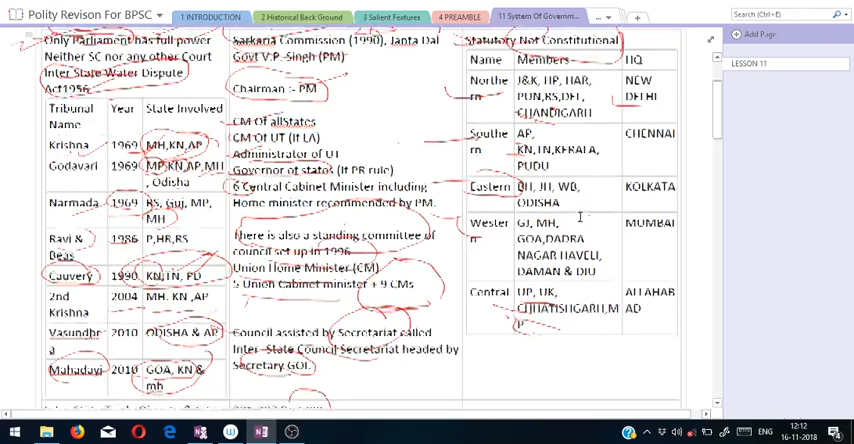 Polity Revison For BPSC
1 INTRODUCTION
2 Historical Back Ground
3 Salient Features
4 PREAMBLE
11 System Of Governm...
...
Search (Ctrl+E)
Add Page
LESSON 11
Only Parliament has full power
Neither SC nor any other Court
Inter State Water Dispute
Act1956
Tribunal Name Year State Involved
Krishna 1969 MH,KN,AP
Godavari 1969 MP,KN,AP,MH, Odisha
Narmada 1969 RS, Guj, MP, MH
Ravi & Beas 1986 P,HR,RS
Cauvery 1990 KN,TN, PD
2nd Krishna 2004 MH. KN ,AP
Vasundhra 2010 ODISHA & AP
Mahadayi 2010 GOA, KN & mh
Sarkaria Commission (1990), Janta Dal
Govt V.P.-Singh (PM)
Chairman :- PM
CM Of allStates
CM Of UT (If LA)
Administrator of UT
Governor of states (If PR rule)
6 Central Cabinet Minister including
Home minister recommended by PM.
There is also a standing committee of
council set up in 1996
Union Home Minister (CM)
5 Union Cabinet minister + 9 CMs
Council assisted by Secretariat called
Inter -State Council Secretariat headed by
Secretary GOI.
Statutory Not Constitutional
Name Members HQ
Northern J&K, HP, HAR, PUN,RS,DEL, CHANDIGARH NEW DELHI
Southern AP, KN,TN,KERALA, PUDU CHENNAI
Eastern BH, JH, WB, ODISHA KOLKATA
Western GJ, MH, GOA,DADRA NAGAR HAVELI, DAMAN & DIU MUMBAI
Central UP, UK, CHHATISHGARH,MP ALLAHABAD
ENG
12:12
16-11-2018